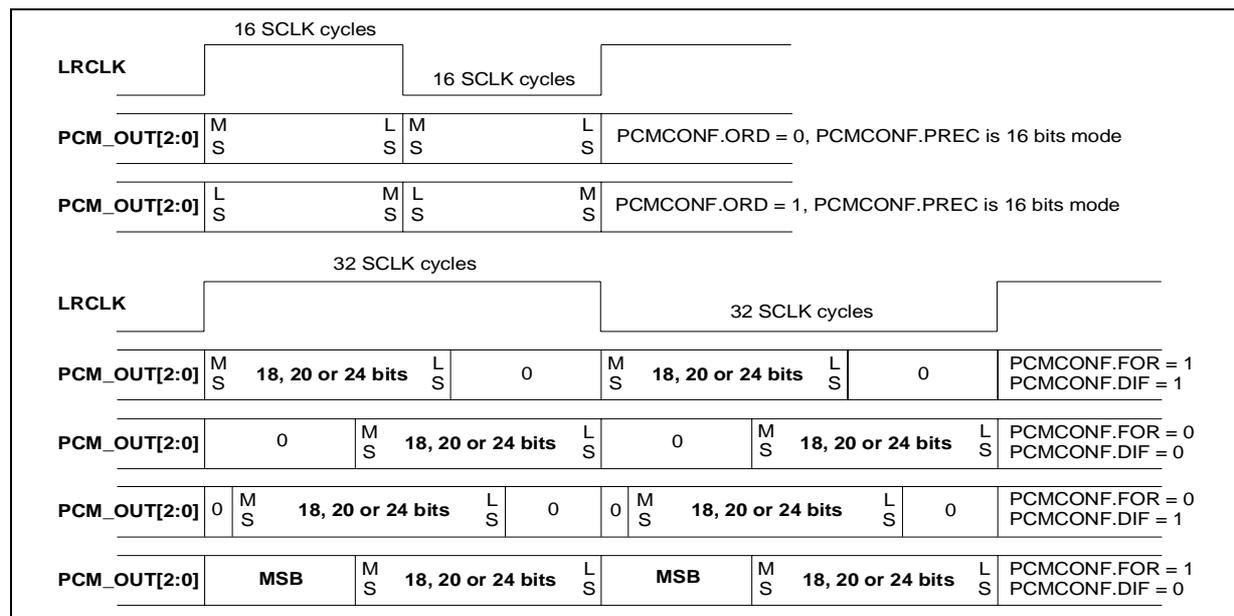 16 SCLK cycles
LRCLK
16 SCLK cycles
PCM_OUT[2:0] M S L S M S L S PCMCONF.ORD = 0, PCMCONF.PREC is 16 bits mode
PCM_OUT[2:0] L S M S L S M S PCMCONF.ORD = 1, PCMCONF.PREC is 16 bits mode
32 SCLK cycles
LRCLK
32 SCLK cycles
PCM_OUT[2:0] M S 18, 20 or 24 bits L S 0 M S 18, 20 or 24 bits L S 0 PCMCONF.FOR = 1
PCMCONF.DIF = 1
PCM_OUT[2:0] 0 M S 18, 20 or 24 bits L S 0 M S 18, 20 or 24 bits L S PCMCONF.FOR = 0
PCMCONF.DIF = 0
PCM_OUT[2:0] 0 M S 18, 20 or 24 bits L S 0 0 M S 18, 20 or 24 bits L S 0 PCMCONF.FOR = 0
PCMCONF.DIF = 1
PCM_OUT[2:0] MSB M S 18, 20 or 24 bits L S MSB M S 18, 20 or 24 bits L S PCMCONF.FOR = 1
PCMCONF.DIF = 0